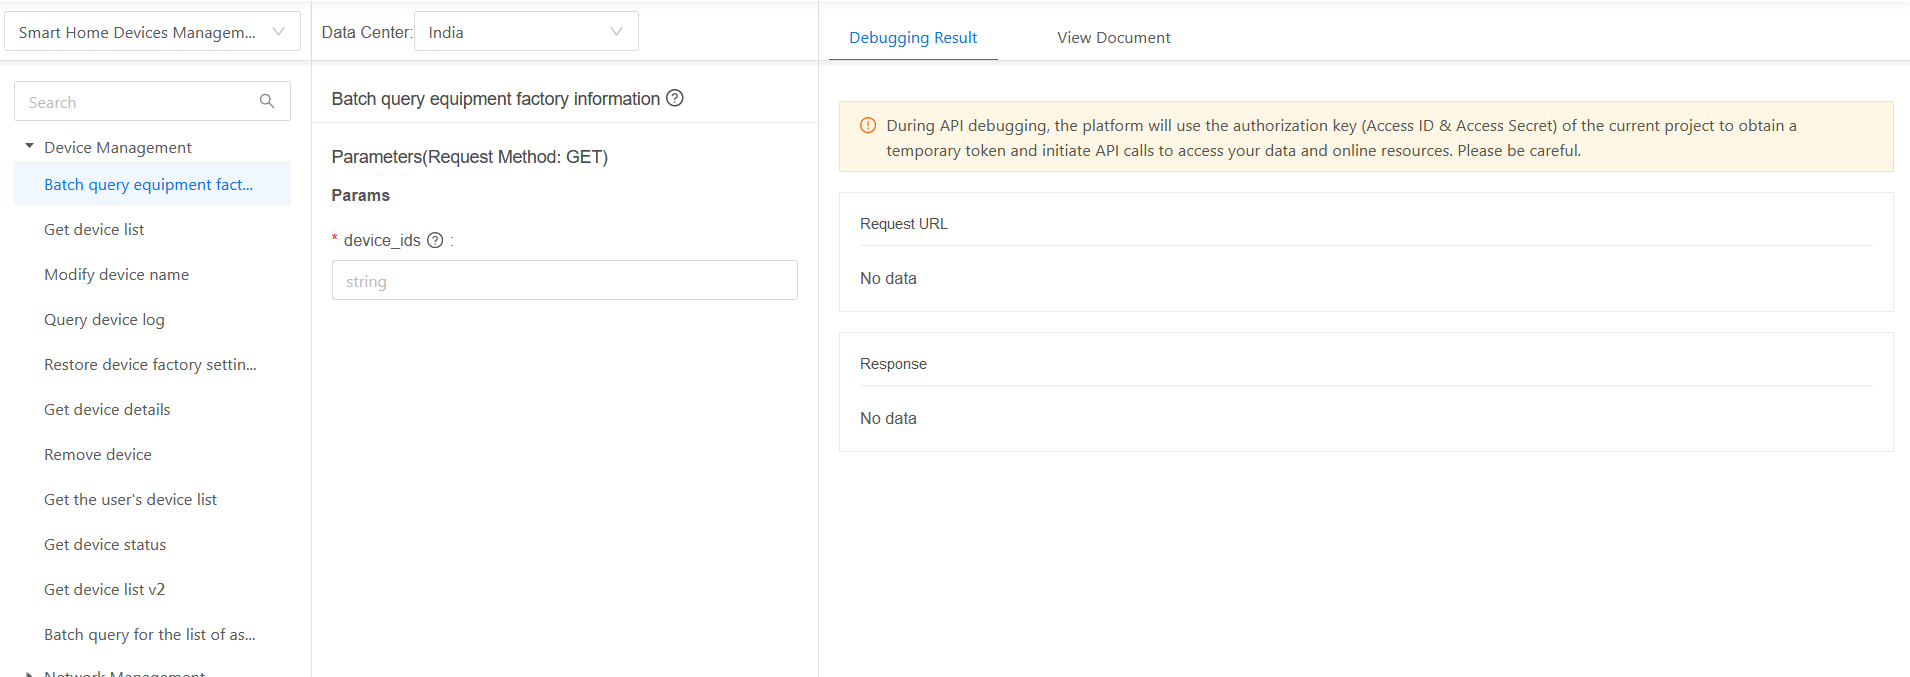 Smart Home Devices Managem...
Search
Device Management
Batch query equipment fact...
Get device list
Modify device name
Query device log
Restore device factory settin...
Get device details
Remove device
Get the user's device list
Get device status
Get device list v2
Batch query for the list of as...
Network Management
Data Center:
India
Batch query equipment factory information
Parameters(Request Method: GET)
Params
* device_ids :
string
Debugging Result
View Document
During API debugging, the platform will use the authorization key (Access ID & Access Secret) of the current project to obtain a
temporary token and initiate API calls to access your data and online resources. Please be careful.
Request URL
No data
Response
No data